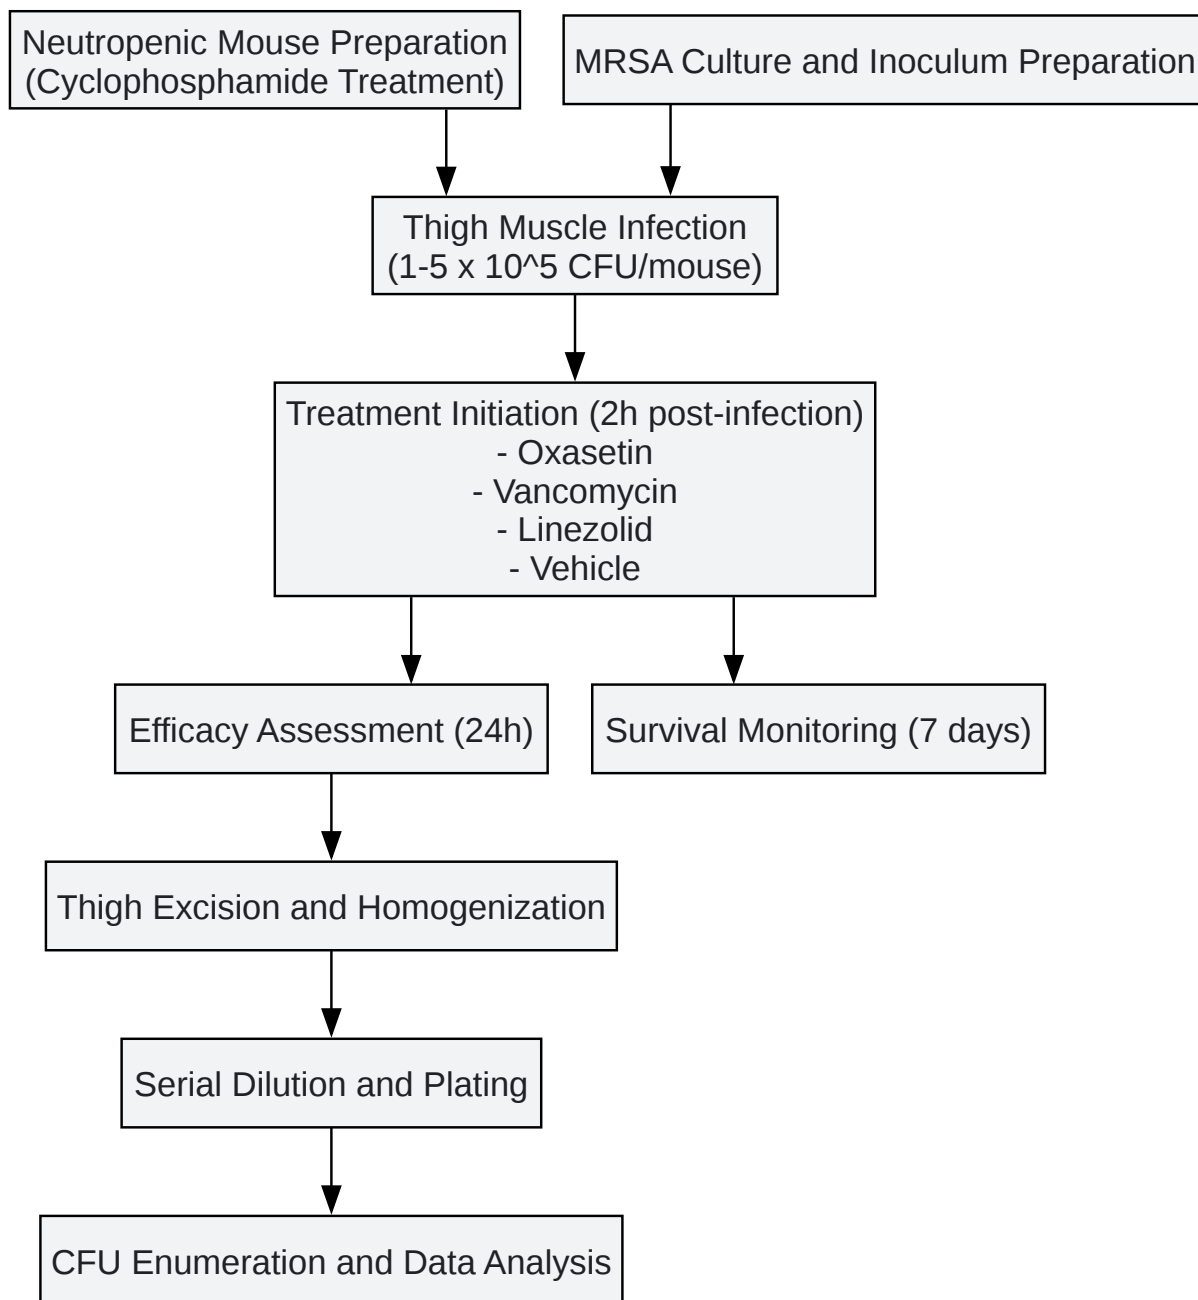 Neutropenic Mouse Preparation
(Cyclophosphamide Treatment)
MRSA Culture and Inoculum Preparation
Thigh Muscle Infection
(1-5 x 10^5 CFU/mouse)
Treatment Initiation (2h post-infection)
- Oxasetin
- Vancomycin
- Linezolid
- Vehicle
Efficacy Assessment (24h)
Survival Monitoring (7 days)
Thigh Excision and Homogenization
Serial Dilution and Plating
CFU Enumeration and Data Analysis